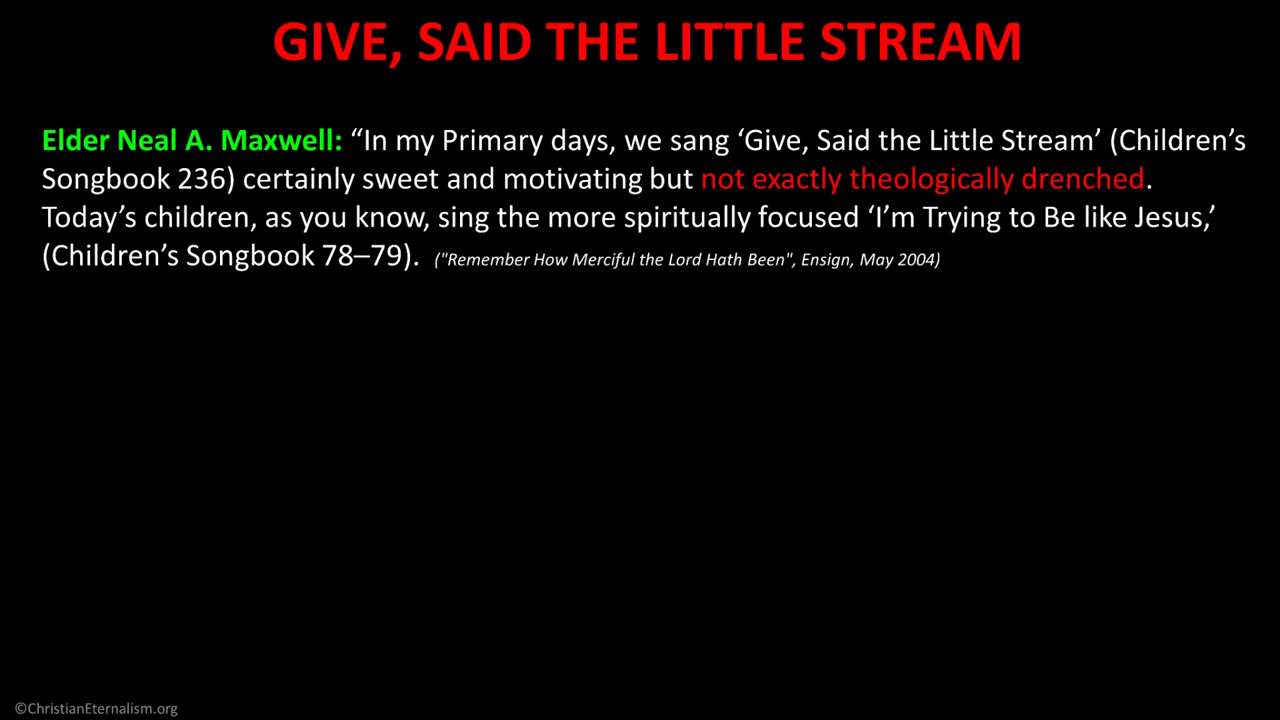 GIVE, SAID THE LITTLE STREAM
Elder Neal A. Maxwell: “In my Primary days, we sang ‘Give, Said the Little Stream’ (Children’s
Songbook 236) certainly sweet and motivating but not exactly theologically drenched.
Today’s children, as you know, sing the more spiritually focused ‘I’m Trying to Be like Jesus,’
(Children’s Songbook 78–79). ("Remember How Merciful the Lord Hath Been", Ensign, May 2004)
©ChristianEternalism.org